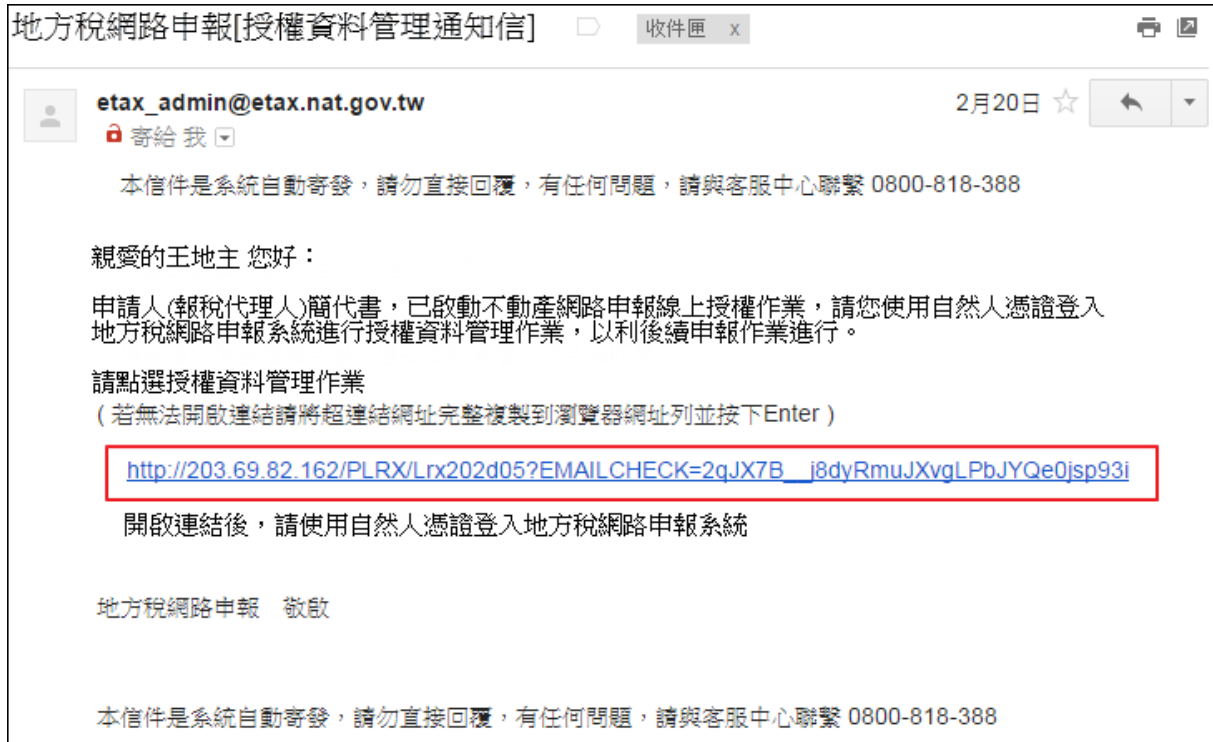 地方稅網路申報[授權資料管理通知信]
收件匣 x
etax_admin@etax.nat.gov.tw
2月20日
寄給 我
本信件是系統自動寄發，請勿直接回覆，有任何問題，請與客服中心聯繫 0800-818-388
親愛的王地主 您好：
申請人(報稅代理人)簡代書，已啟動不動產網路申報線上授權作業，請您使用自然人憑證登入
地方稅網路申報系統進行授權資料管理作業，以利後續申報作業進行。
請點選授權資料管理作業
( 若無法開啟連結請將超連結網址完整複製到瀏覽器網址列並按下Enter )
http://203.69.82.162/PLRX/Lrx202d05?EMAILCHECK=2qJX7B__j8dyRmuJXvgLPbJYQe0jsp93i
開啟連結後，請使用自然人憑證登入地方稅網路申報系統
地方稅網路申報　敬啟
本信件是系統自動寄發，請勿直接回覆，有任何問題，請與客服中心聯繫 0800-818-388